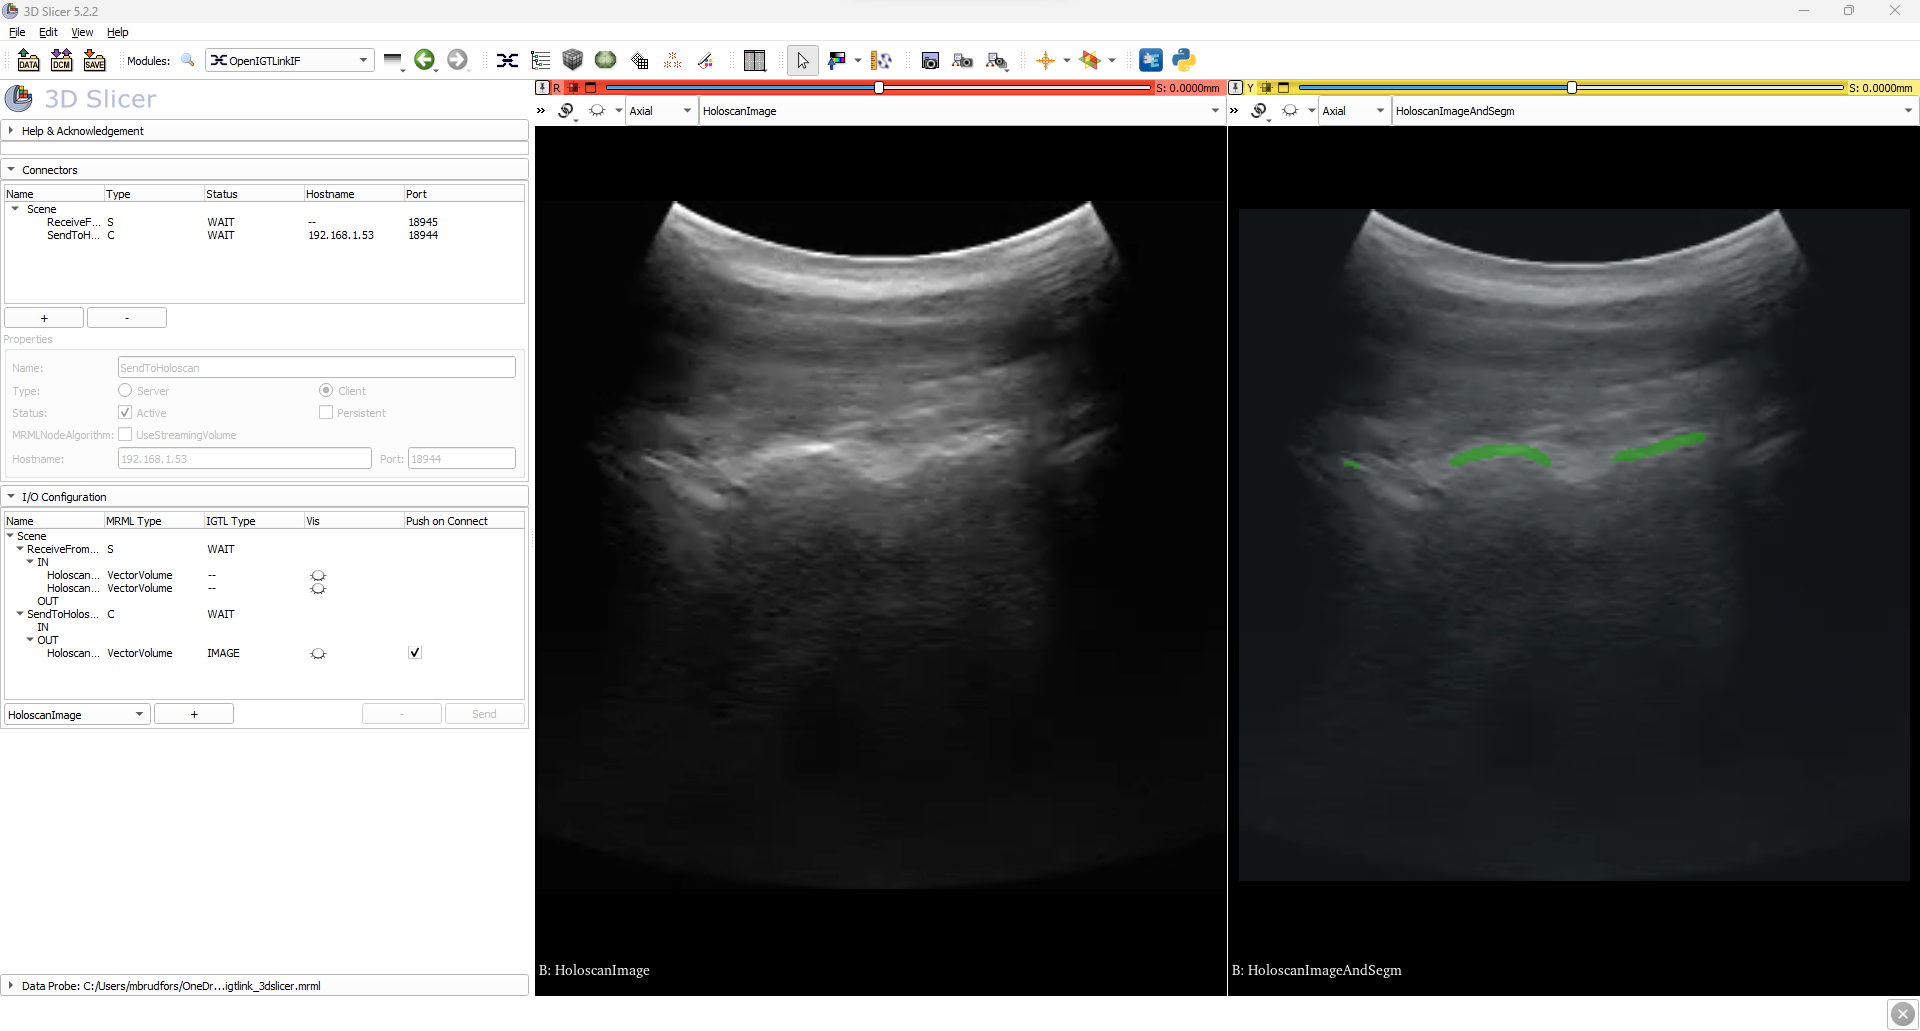 3D Slicer 5.2.2
File Edit View Help
DATA DCM SAVE Modules: OpenIGTLinkIF
R S: 0.0000mm
Y S: 0.0000mm
3D Slicer
Axial HoloscanImage
Axial HoloscanImageAndSegm
Help & Acknowledgement
Connectors
Name Type Status Hostname Port
Scene
ReceiveF... S WAIT -- 18945
SendToH... C WAIT 192.168.1.53 18944
+ -
Properties
Name: SendToHoloscan
Type: Server Client
Status: Active Persistent
MRMLNodeAlgorithm: UseStreamingVolume
Hostname: 192.168.1.53 Port: 18944
I/O Configuration
Name MRML Type IGTL Type Vis Push on Connect
Scene
ReceiveFrom... S WAIT
IN
Holoscan... VectorVolume --
Holoscan... VectorVolume --
OUT
SendToHolos... C WAIT
IN
OUT
Holoscan... VectorVolume IMAGE
HoloscanImage + - Send
B: HoloscanImage
B: HoloscanImageAndSegm
Data Probe: C:/Users/mbrudfors/OneDr...igtlink_3dslicer.mrml